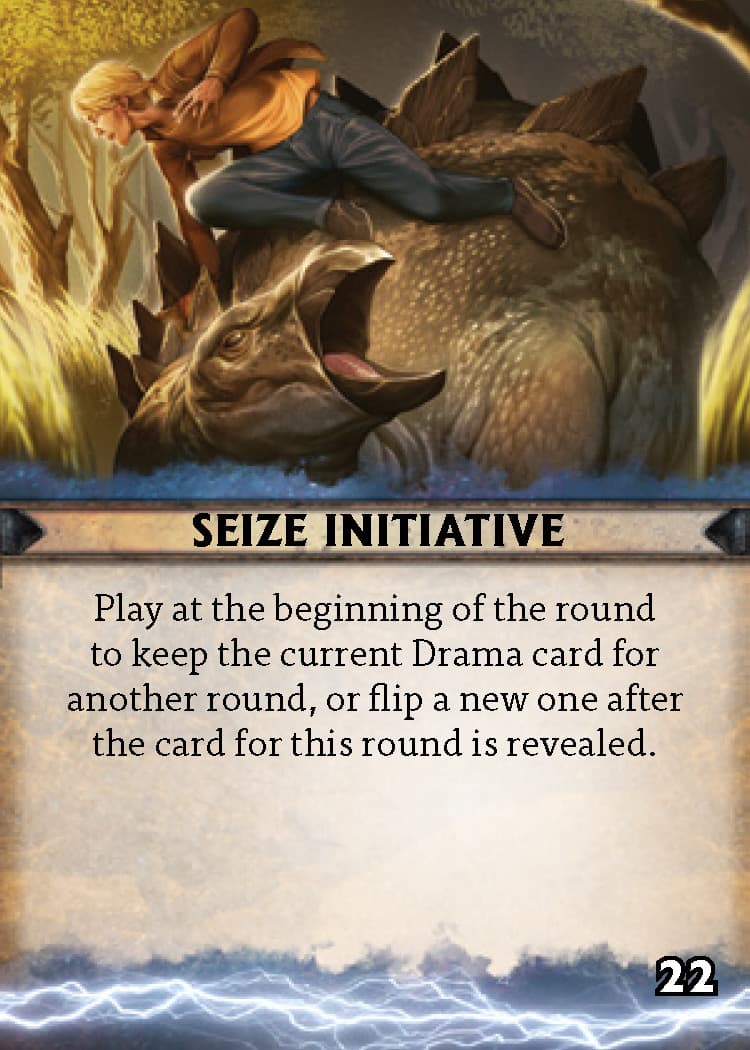 SEIZE INITIATIVE
Play at the beginning of the round
to keep the current Drama card for
another round, or flip a new one after
the card for this round is revealed.
22